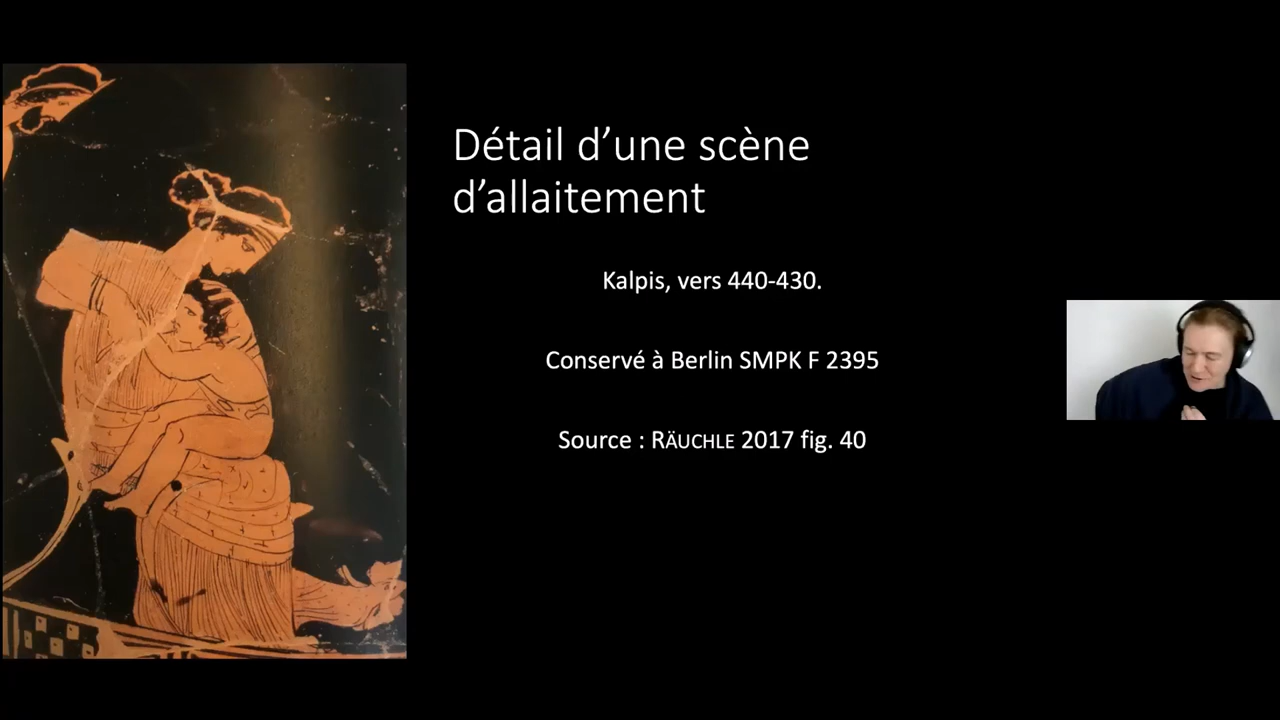 Détail d’une scène
d’allaitement
Kalpis, vers 440-430.
Conservé à Berlin SMPK F 2395
Source : RÄUCHLE 2017 fig. 40